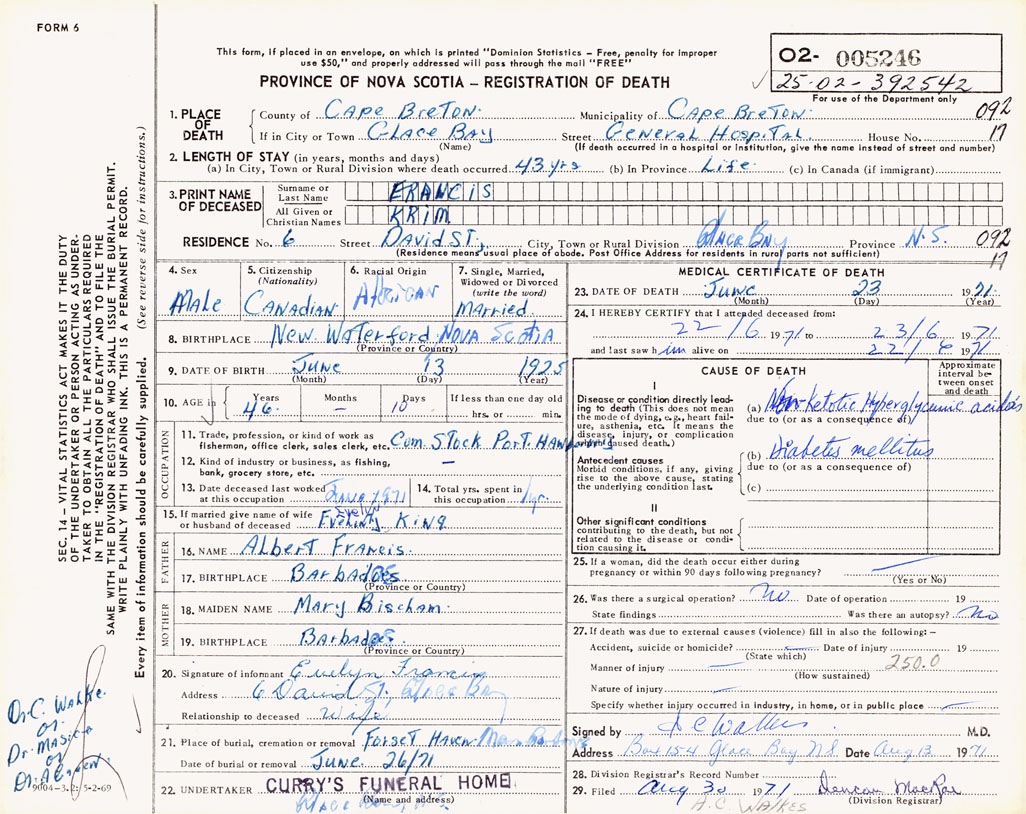 FORM 6
This form, if placed in an envelope, on which is printed "Dominion Statistics – Free, penalty for improper
use $50," and properly addressed will pass through the mail "FREE"
PROVINCE OF NOVA SCOTIA – REGISTRATION OF DEATH
O2- 005246
25-02-392542
For use of the Department only
1. PLACE OF DEATH
County of Cape Breton. Municipality of Cape Breton. 092
If in City or Town Glace Bay Street General Hospital. House No. 17
(Name) (If death occurred in a hospital or institution, give the name instead of street and number)
2. LENGTH OF STAY (in years, months and days)
(a) In City, Town or Rural Division where death occurred 43 yrs (b) In Province Life (c) In Canada (if immigrant)
3. PRINT NAME OF DECEASED
Surname or Last Name FRANCIS
All Given or Christian Names KRIM
RESIDENCE No. 6 Street David St., City, Town or Rural Division Glace Bay Province N.S. 092
(Residence means usual place of abode. Post Office Address for residents in rural parts not sufficient) 17
4. Sex Male
5. Citizenship (Nationality) Canadian
6. Racial Origin African
7. Single, Married, Widowed or Divorced (write the word) Married.
8. BIRTHPLACE New Waterford Nova Scotia
(Province or Country)
9. DATE OF BIRTH June 13 1925
(Month) (Day) (Year)
10. AGE in Years 46 Months – Days 10 If less than one day old
hrs. or min.
OCCUPATION
11. Trade, profession, or kind of work as
fisherman, office clerk, sales clerk, etc. Com. Stock Port.
12. Kind of industry or business, as fishing,
bank, grocery store, etc. –
13. Date deceased last worked
at this occupation 1971
14. Total yrs. spent in
this occupation 1 yr.
15. If married give name of wife
or husband of deceased Evelyn King
FATHER
16. NAME Albert Francis.
17. BIRTHPLACE Barbados
(Province or Country)
MOTHER
18. MAIDEN NAME Mary Bischam.
19. BIRTHPLACE Barbados
(Province or Country)
20. Signature of informant Evelyn Francis
Address 6 David St, Glace Bay
Relationship to deceased Wife
21. Place of burial, cremation or removal Forset Haven
Date of burial or removal June 26/71
22. UNDERTAKER CURRY'S FUNERAL HOME
(Name and address)
Glace Bay, N.S.
MEDICAL CERTIFICATE OF DEATH
23. DATE OF DEATH June 23 1971.
(Month) (Day) (Year)
24. I HEREBY CERTIFY that I attended deceased from:
22/6 1971 to 23/6 1971
and last saw him alive on 22/6 1971
CAUSE OF DEATH
Approximate interval between onset and death
I
Disease or condition directly leading to death (This does not mean the mode of dying, e.g., heart failure, asthenia, etc. It means the disease, injury, or complication which caused death.)
(a) Non-Ketotic Hyperglycemic acidosis
due to (or as a consequence of)
Antecedent causes
Morbid conditions, if any, giving rise to the above cause, stating the underlying condition last.
(b) Diabetes mellitus
due to (or as a consequence of)
(c)
II
Other significant conditions
contributing to the death, but not related to the disease or condition causing it.
25. If a woman, did the death occur either during
pregnancy or within 90 days following pregnancy? —
(Yes or No)
26. Was there a surgical operation? No Date of operation 19
State findings Was there an autopsy? No
27. If death was due to external causes (violence) fill in also the following: –
Accident, suicide or homicide? — Date of injury 19
(State which) 250.0
Manner of injury —
(How sustained)
Nature of injury —
Specify whether injury occurred in industry, in home, or in public place —
Signed by A C Walkes M.D.
Address Box 154 Glace Bay NS Date Aug 13 1971
28. Division Registrar's Record Number
29. Filed Aug 30 1971 Duncan MacRae
A.C. WALKES (Division Registrar)
SEC. 14 – VITAL STATISTICS ACT MAKES IT THE DUTY
OF THE UNDERTAKER OR PERSON ACTING AS UNDER-
TAKER TO OBTAIN ALL THE PARTICULARS REQUIRED
IN THE "REGISTRATION OF DEATH" AND TO FILE THE
SAME WITH THE DIVISION REGISTRAR WHO SHALL ISSUE THE BURIAL PERMIT.
WRITE PLAINLY WITH UNFADING INK. THIS IS A PERMANENT RECORD.
Every item of information should be carefully supplied. (See reverse side for instructions.)
Dr. C. Walke.
or
Dr. Masico
or
9004-3.2: 5-2-69